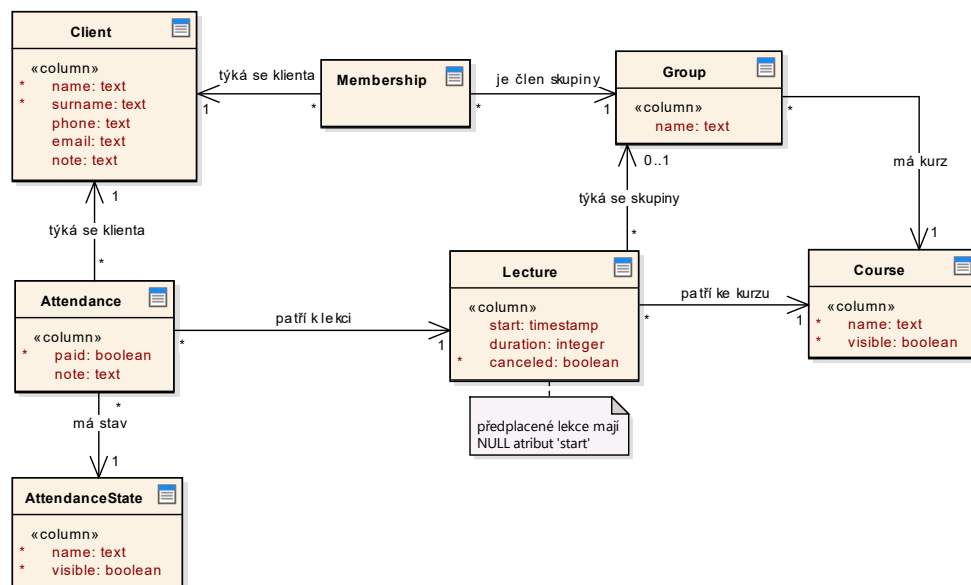 Client
«column»
* name: text
* surname: text
phone: text
email: text
note: text
týká se klienta
1
*
Membership
je člen skupiny
*
1
Group
«column»
name: text
*
má kurz
1
0..1
týká se skupiny
*
1
týká se klienta
*
Attendance
«column»
* paid: boolean
note: text
patří k lekci
*
1
Lecture
«column»
start: timestamp
duration: integer
* canceled: boolean
patří ke kurzu
*
1
Course
«column»
* name: text
* visible: boolean
předplacené lekce mají
NULL atribut 'start'
*
má stav
1
AttendanceState
«column»
* name: text
* visible: boolean